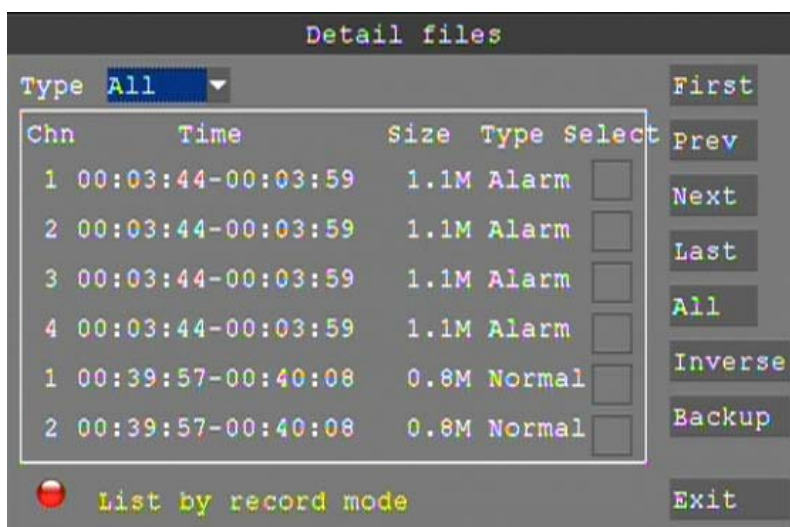 Detail files
Type All
Chn Time Size Type Select
1 00:03:44-00:03:59 1.1M Alarm
2 00:03:44-00:03:59 1.1M Alarm
3 00:03:44-00:03:59 1.1M Alarm
4 00:03:44-00:03:59 1.1M Alarm
1 00:39:57-00:40:08 0.8M Normal
2 00:39:57-00:40:08 0.8M Normal
List by record mode
First
Prev
Next
Last
All
Inverse
Backup
Exit